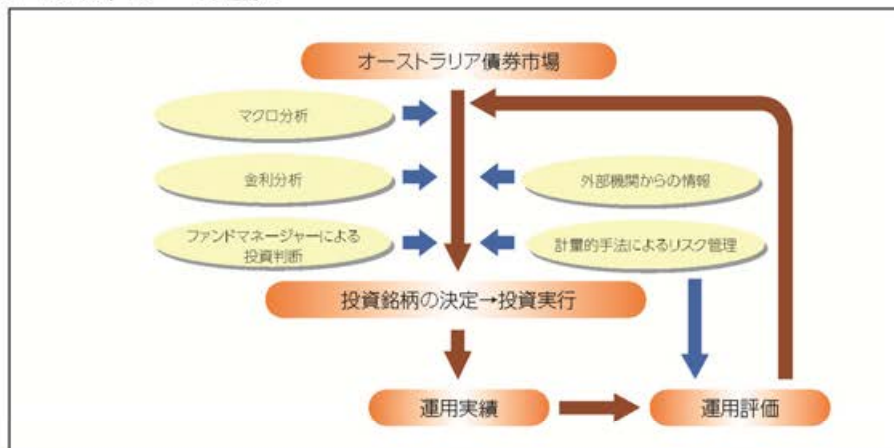 オーストラリア債券市場
マクロ分析
金利分析
外部機関からの情報
ファンドマネージャーによる
投資判断
計量的手法によるリスク管理
投資銘柄の決定→投資実行
運用実績
運用評価